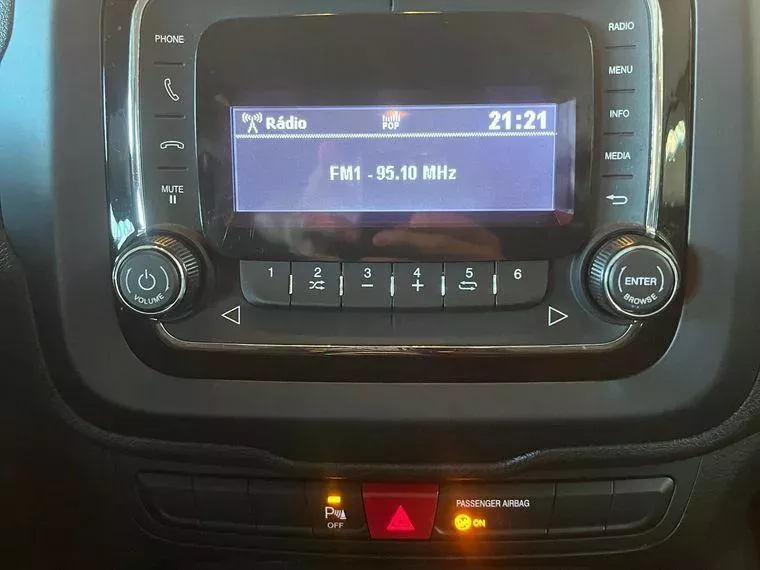 PHONE
MUTE
VOLUME
Rádio POP 21:21
FM1 - 95.10 MHz
RADIO
MENU
INFO
MEDIA
ENTER
BROWSE
1 2 3 4 5 6
P OFF
PASSENGER AIRBAG
ON